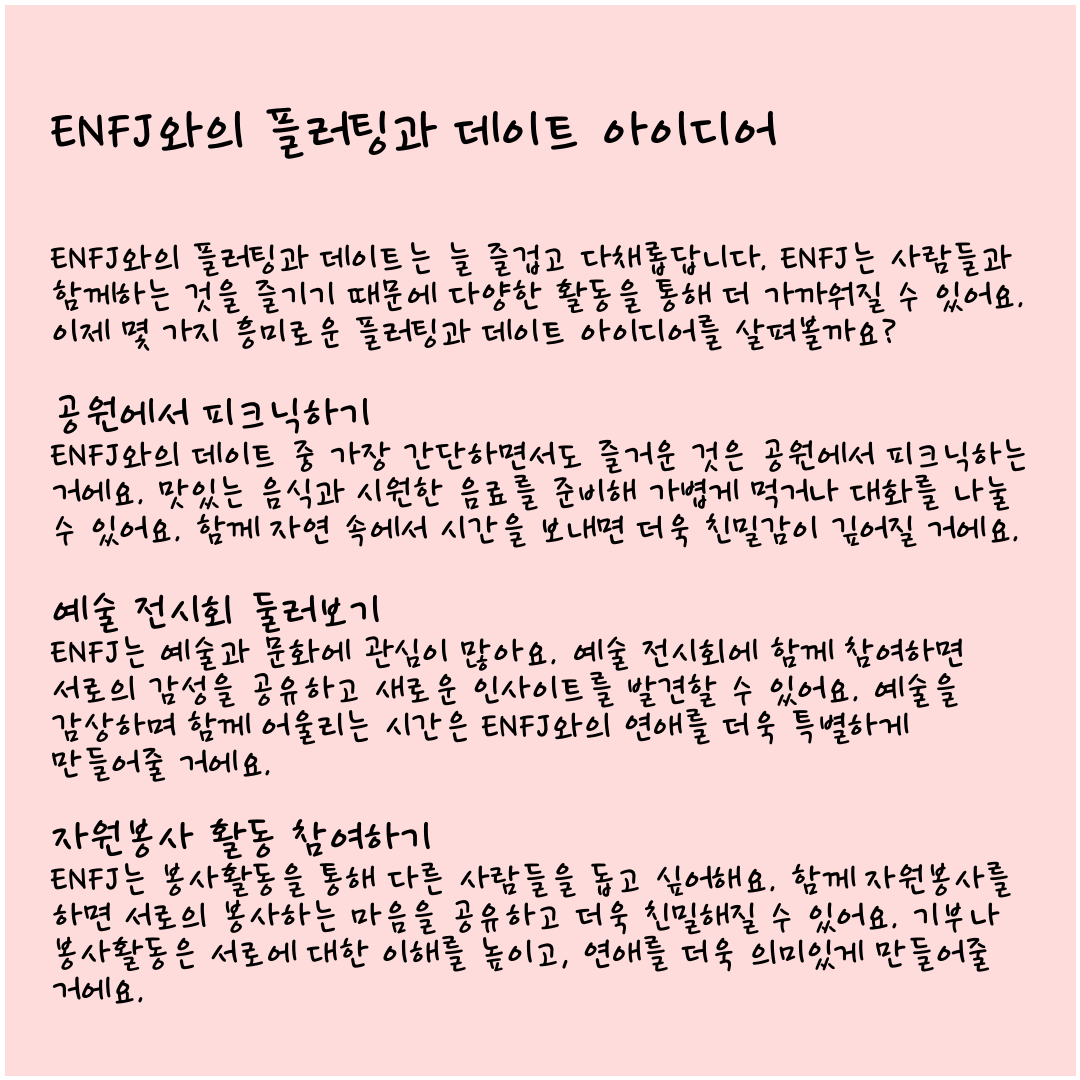 ENFJ와의 플러팅과 데이트 아이디어
ENFJ와의 플러팅과 데이트는 늘 즐겁고 다채롭답니다. ENFJ는 사람들과
함께하는 것을 즐기기 때문에 다양한 활동을 통해 더 가까워질 수 있어요.
이제 몇 가지 흥미로운 플러팅과 데이트 아이디어를 살펴볼까요?
공원에서 피크닉하기
ENFJ와의 데이트 중 가장 간단하면서도 즐거운 것은 공원에서 피크닉하는
거에요. 맛있는 음식과 시원한 음료를 준비해 가볍게 먹거나 대화를 나눌
수 있어요. 함께 자연 속에서 시간을 보내면 더욱 친밀감이 깊어질 거에요.
예술 전시회 둘러보기
ENFJ는 예술과 문화에 관심이 많아요. 예술 전시회에 함께 참여하면
서로의 감성을 공유하고 새로운 인사이트를 발견할 수 있어요. 예술을
감상하며 함께 어울리는 시간은 ENFJ와의 연애를 더욱 특별하게
만들어줄 거에요.
자원봉사 활동 참여하기
ENFJ는 봉사활동을 통해 다른 사람들을 돕고 싶어해요. 함께 자원봉사를
하면 서로의 봉사하는 마음을 공유하고 더욱 친밀해질 수 있어요. 기부나
봉사활동은 서로에 대한 이해를 높이고, 연애를 더욱 의미있게 만들어줄
거에요.